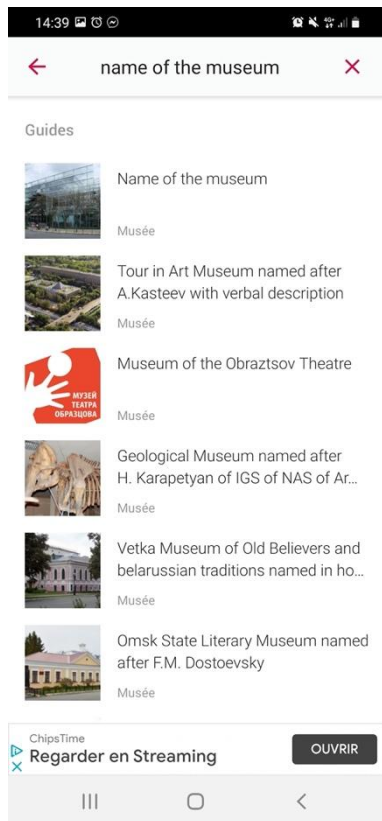 14:39
4G+
name of the museum
Guides
Name of the museum
Musée
Tour in Art Museum named after
A.Kasteev with verbal description
Musée
МУЗЕЙ
ТЕАТРА
ОБРАЗЦОВА
Museum of the Obraztsov Theatre
Musée
Geological Museum named after
H. Karapetyan of IGS of NAS of Ar...
Musée
Vetka Museum of Old Believers and
belarussian traditions named in ho...
Musée
Omsk State Literary Museum named
after F.M. Dostoevsky
Musée
ChipsTime
Regarder en Streaming
OUVRIR